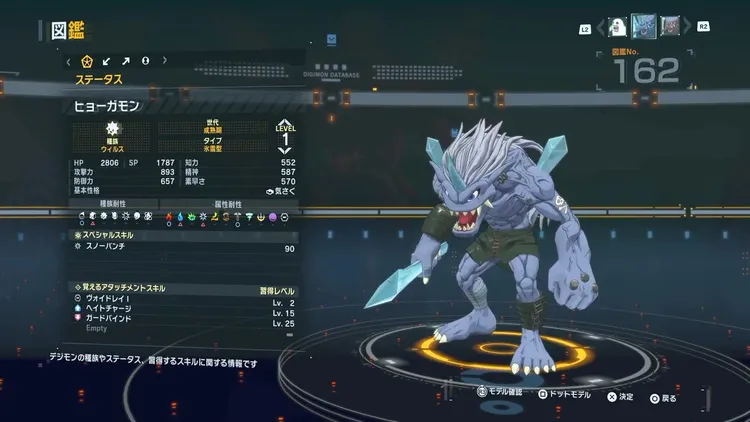 図鑑
L2
R2
図鑑No.
162
DIGIMON DATABASE
ステータス
ヒョーガモン
種族
ウイルス
世代
成熟期
タイプ
氷雪型
LEVEL
1
HP 2806 SP 1787 知力 552
攻撃力 893 精神 587
防御力 657 素早さ 570
基本性格 気さく
種族耐性 属性耐性
スペシャルスキル
スノーパンチ 90
覚えるアタッチメントスキル 習得レベル
ヴォイドレイⅠ Lv. 2
ヘイトチャージ Lv. 15
ガードバインド Lv. 25
Empty
デジモンの種族やステータス、習得するスキルに関する情報です
R3 モデル確認 ドットモデル 決定 戻る